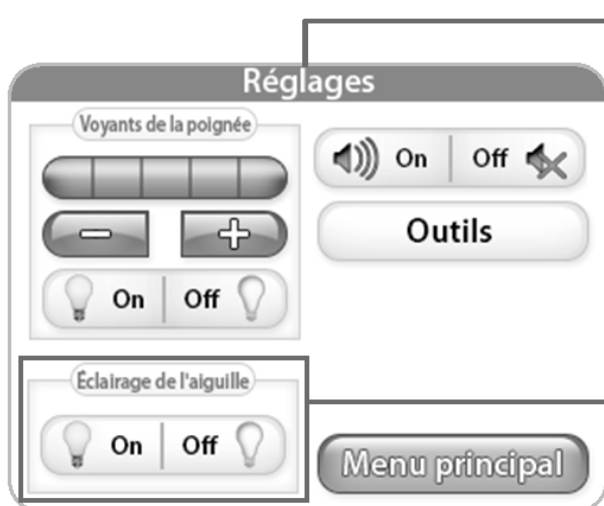 Réglages
Voyants de la poignée
On Off
Outils
On Off
Éclairage de l'aiguille
On Off
Menu principal